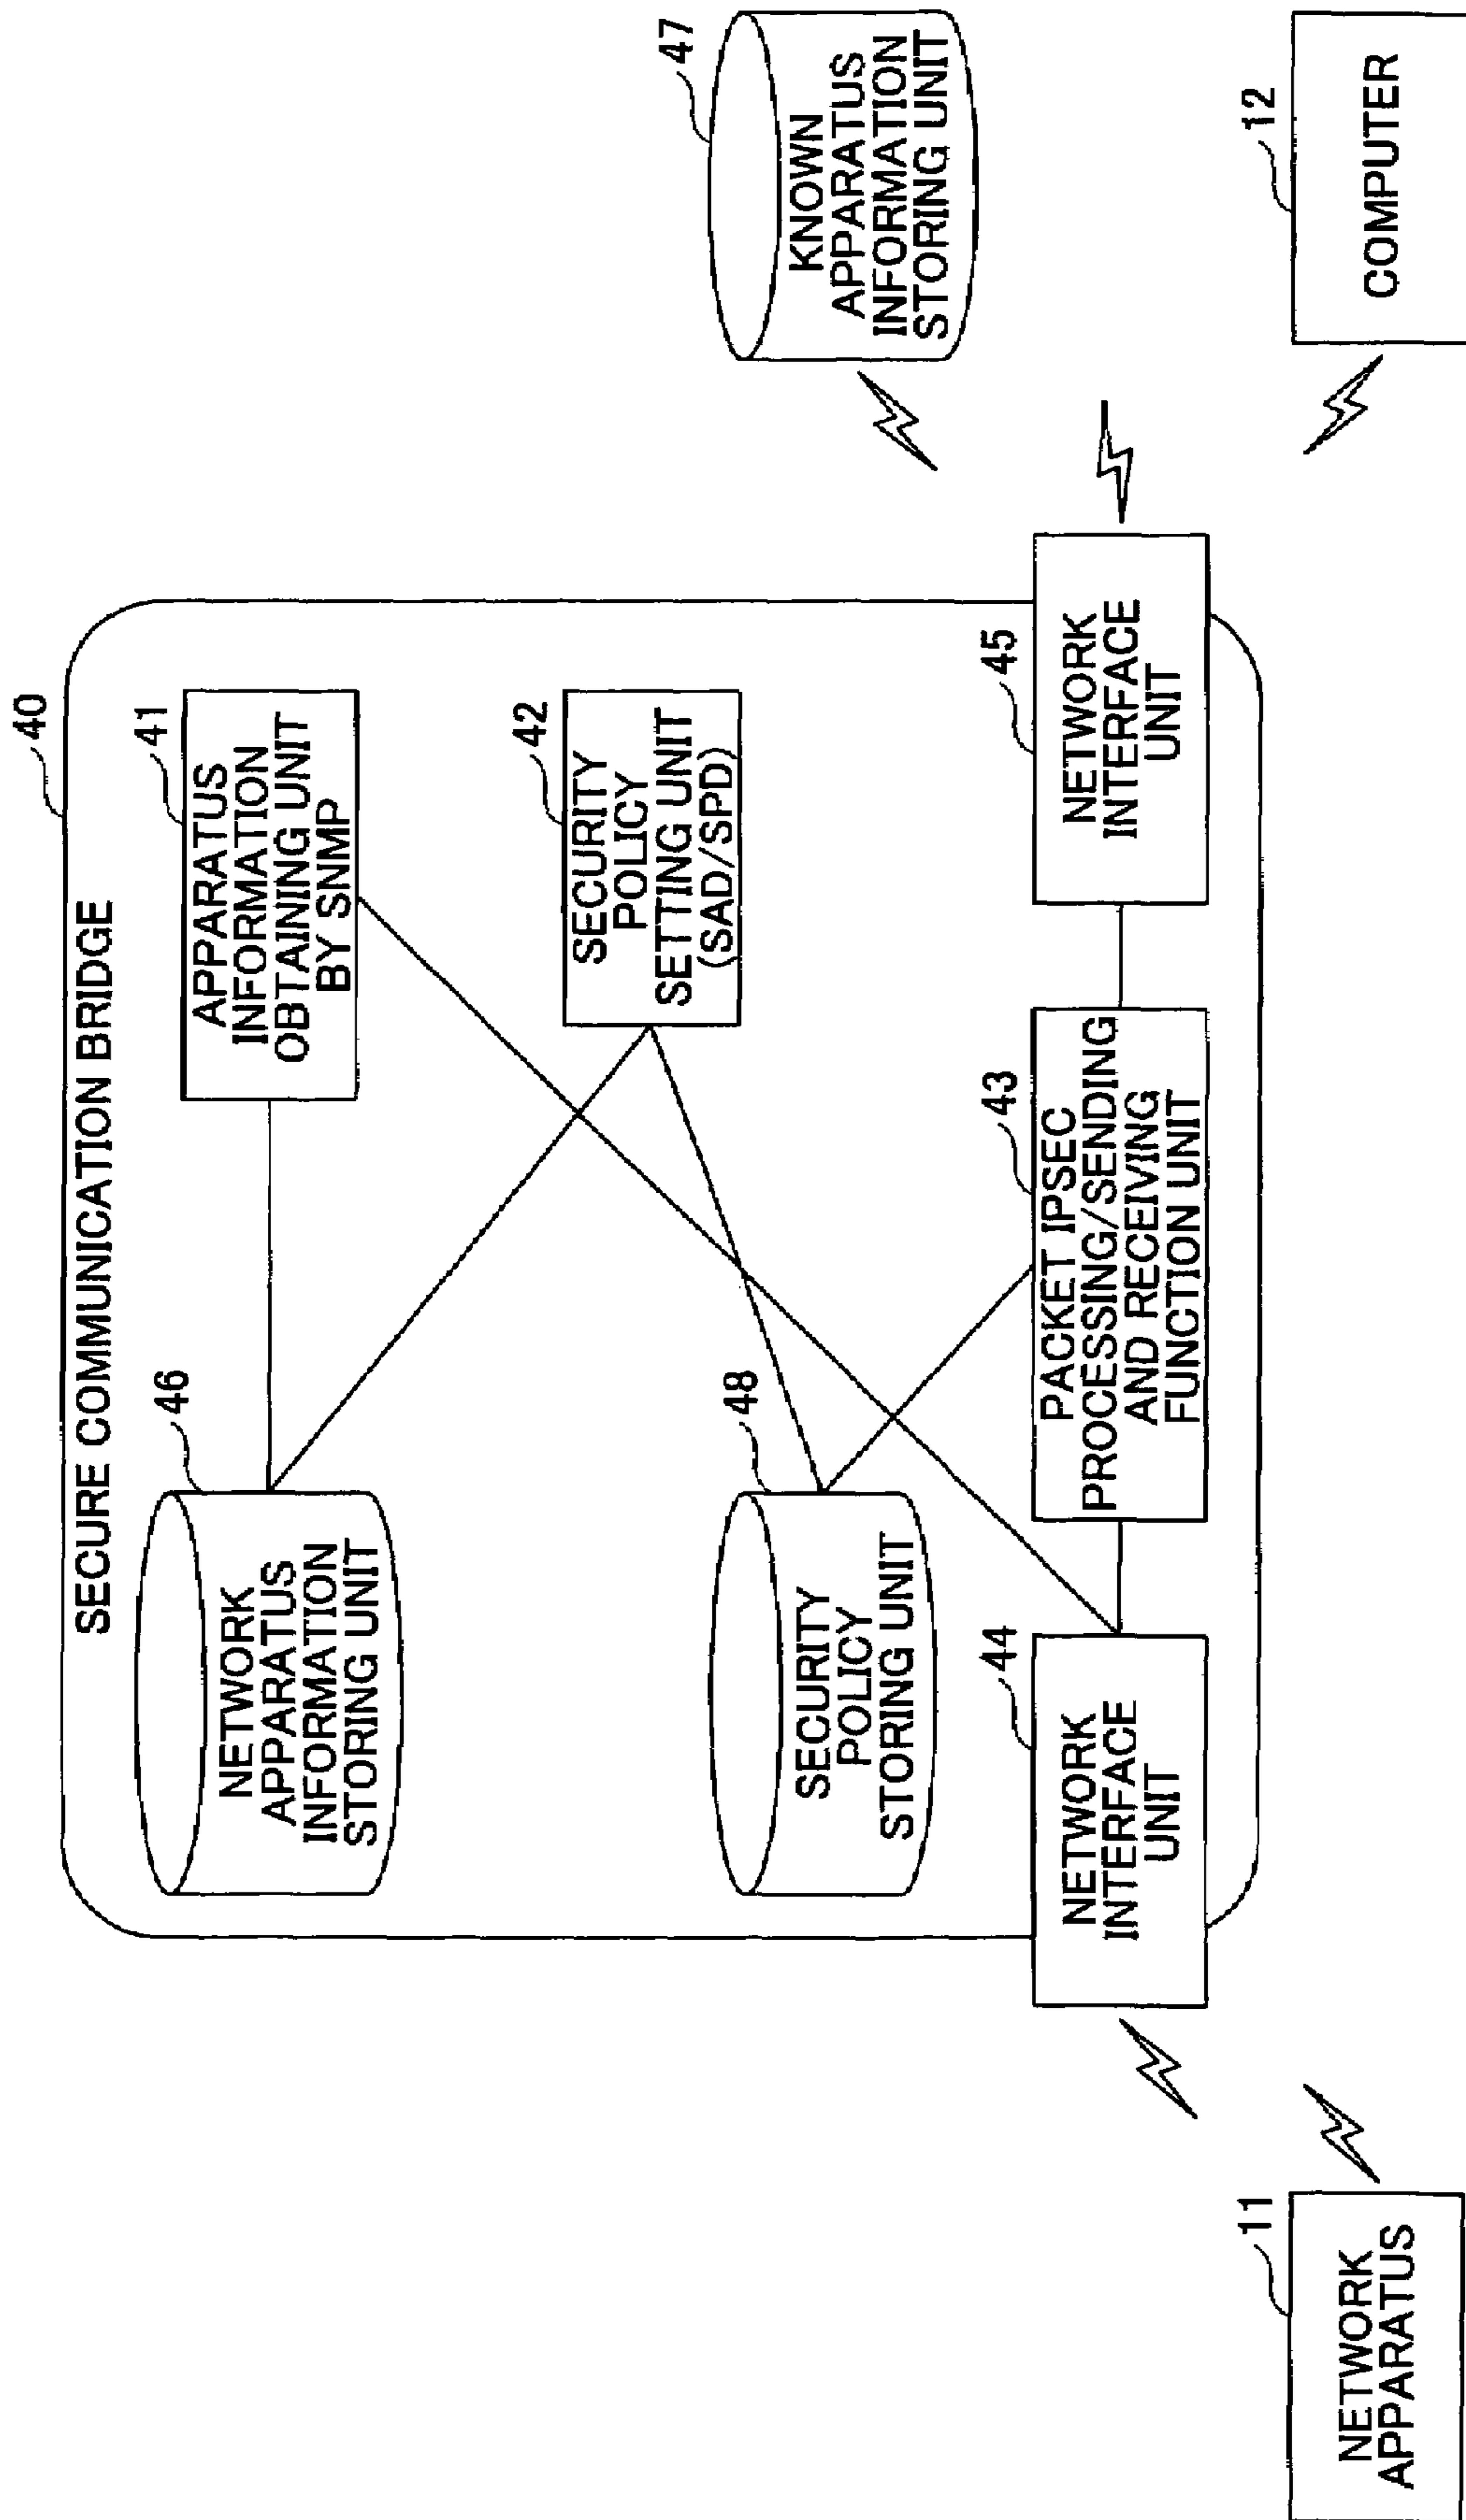 40
SECURE COMMUNICATION BRIDGE
46
NETWORK
APPARATUS
INFORMATION
STORING UNIT
41
APPARATUS
INFORMATION
OBTAINING UNIT
BY SNMP
42
SECURITY
POLICY
SETTING UNIT
(SAD/SPD)
47
KNOWN
APPARATUS
INFORMATION
STORING UNIT
48
SECURITY
POLICY
STORING UNIT
44
NETWORK
INTERFACE
UNIT
43
PACKET IPSEC
PROCESSING/SENDING
AND RECEIVING
FUNCTION UNIT
45
NETWORK
INTERFACE
UNIT
11
NETWORK
APPARATUS
12
COMPUTER